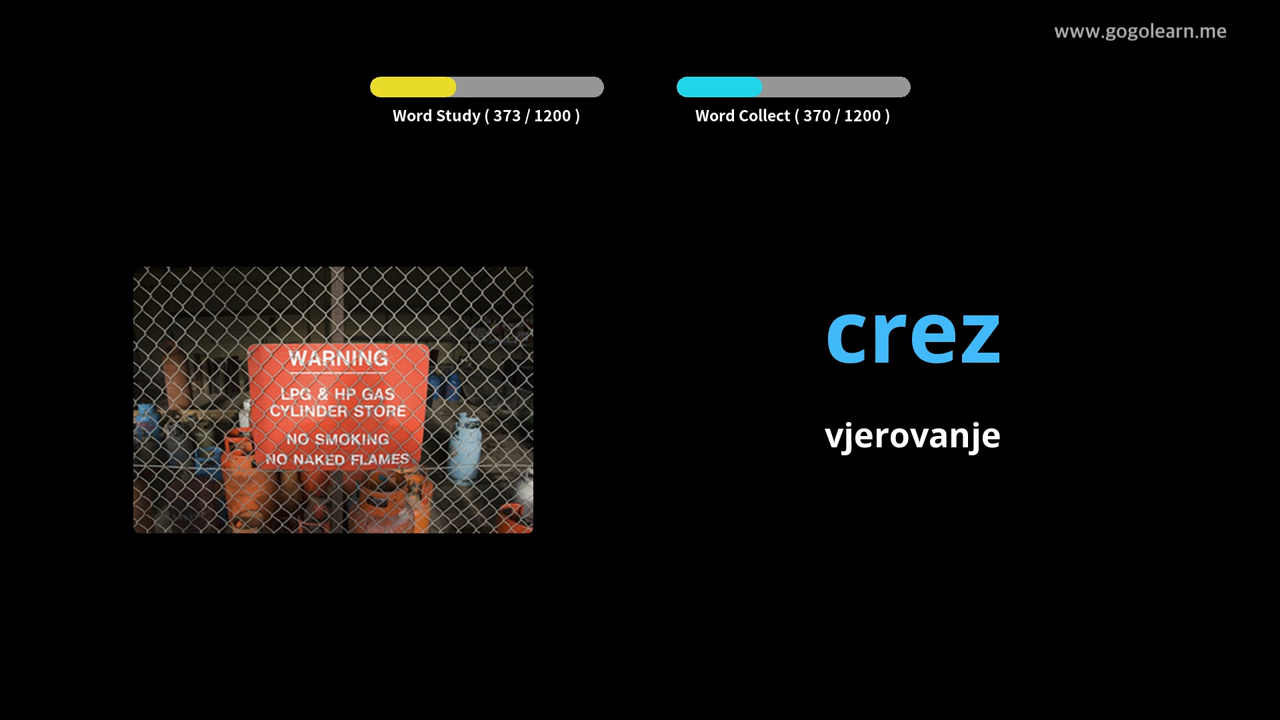 www.gogolearn.me
Word Study ( 373 / 1200 )
Word Collect ( 370 / 1200 )
WARNING
LPG & HP GAS
CYLINDER STORE
NO SMOKING
NO NAKED FLAMES
crez
vjerovanje